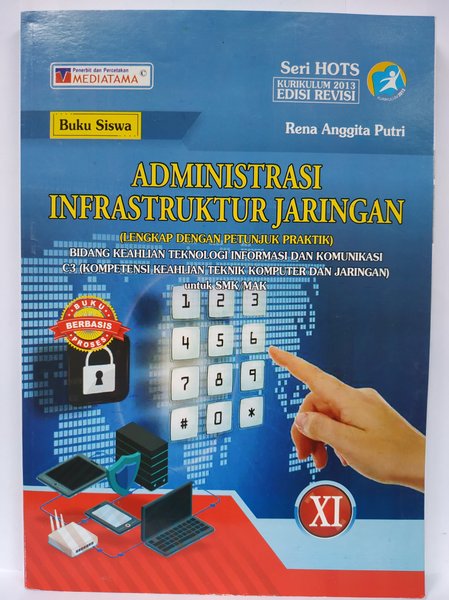 Penerbit dan Percetakan
MEDIATAMA
©
Seri HOTS
KURIKULUM 2013
EDISI REVISI
KURIKULUM 2013
Buku Siswa
Rena Anggita Putri
ADMINISTRASI
INFRASTRUKTUR JARINGAN
(LENGKAP DENGAN PETUNJUK PRAKTIK)
BIDANG KEAHLIAN TEKNOLOGI INFORMASI DAN KOMUNIKASI
C3 (KOMPETENSI KEAHLIAN TEKNIK KOMPUTER DAN JARINGAN)
untuk SMK/MAK
BUKU
BERBASIS
PROSES
1 2 3
4 5 6
7 8 9
# 0 *
XI